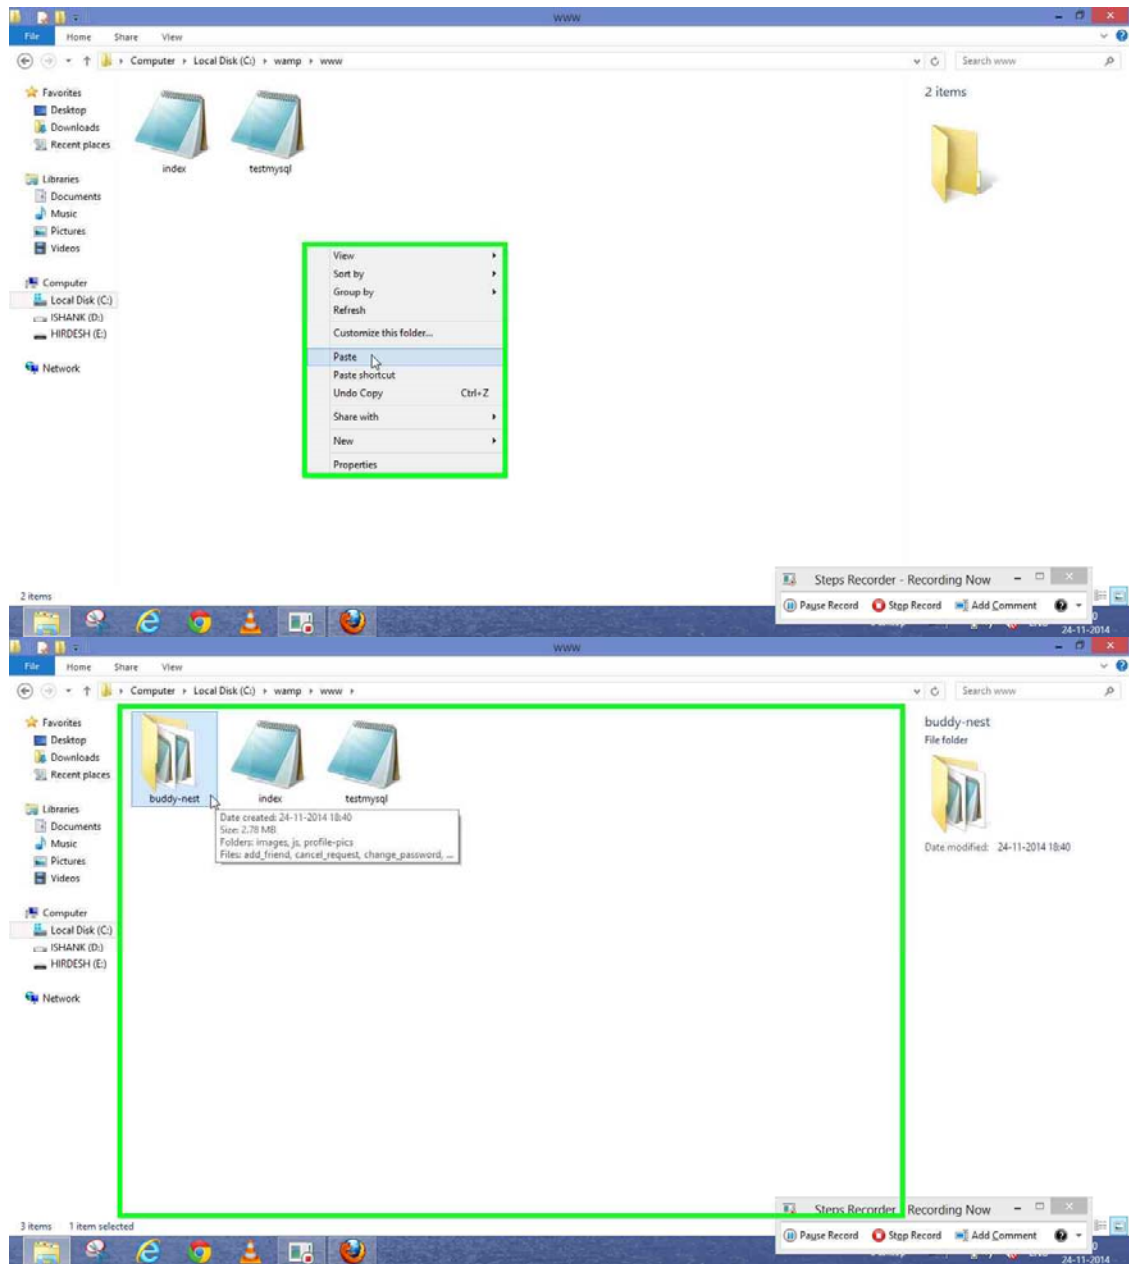 www
File Home Share View
Computer Local Disk (C:) wamp www
Search www
Favorites
Desktop
Downloads
Recent places
Libraries
Documents
Music
Pictures
Videos
Computer
Local Disk (C:)
ISHANK (D:)
HIRDESH (E:)
Network
index testmysql
2 items
View
Sort by
Group by
Refresh
Customize this folder...
Paste
Paste shortcut
Undo Copy Ctrl+Z
Share with
New
Properties
2 items
Steps Recorder - Recording Now
Pause Record Stop Record Add Comment
24-11-2014
www
File Home Share View
Computer Local Disk (C:) wamp www
Search www
Favorites
Desktop
Downloads
Recent places
Libraries
Documents
Music
Pictures
Videos
Computer
Local Disk (C:)
ISHANK (D:)
HIRDESH (E:)
Network
buddy-nest index testmysql
Date created: 24-11-2014 18:40
Size: 2.78 MB
Folders: images, js, profile-pics
Files: add_friend, cancel_request, change_password, ...
buddy-nest
File folder
Date modified: 24-11-2014 18:40
3 items 1 item selected
Steps Recorder Recording Now
Pause Record Stop Record Add Comment
24-11-2014